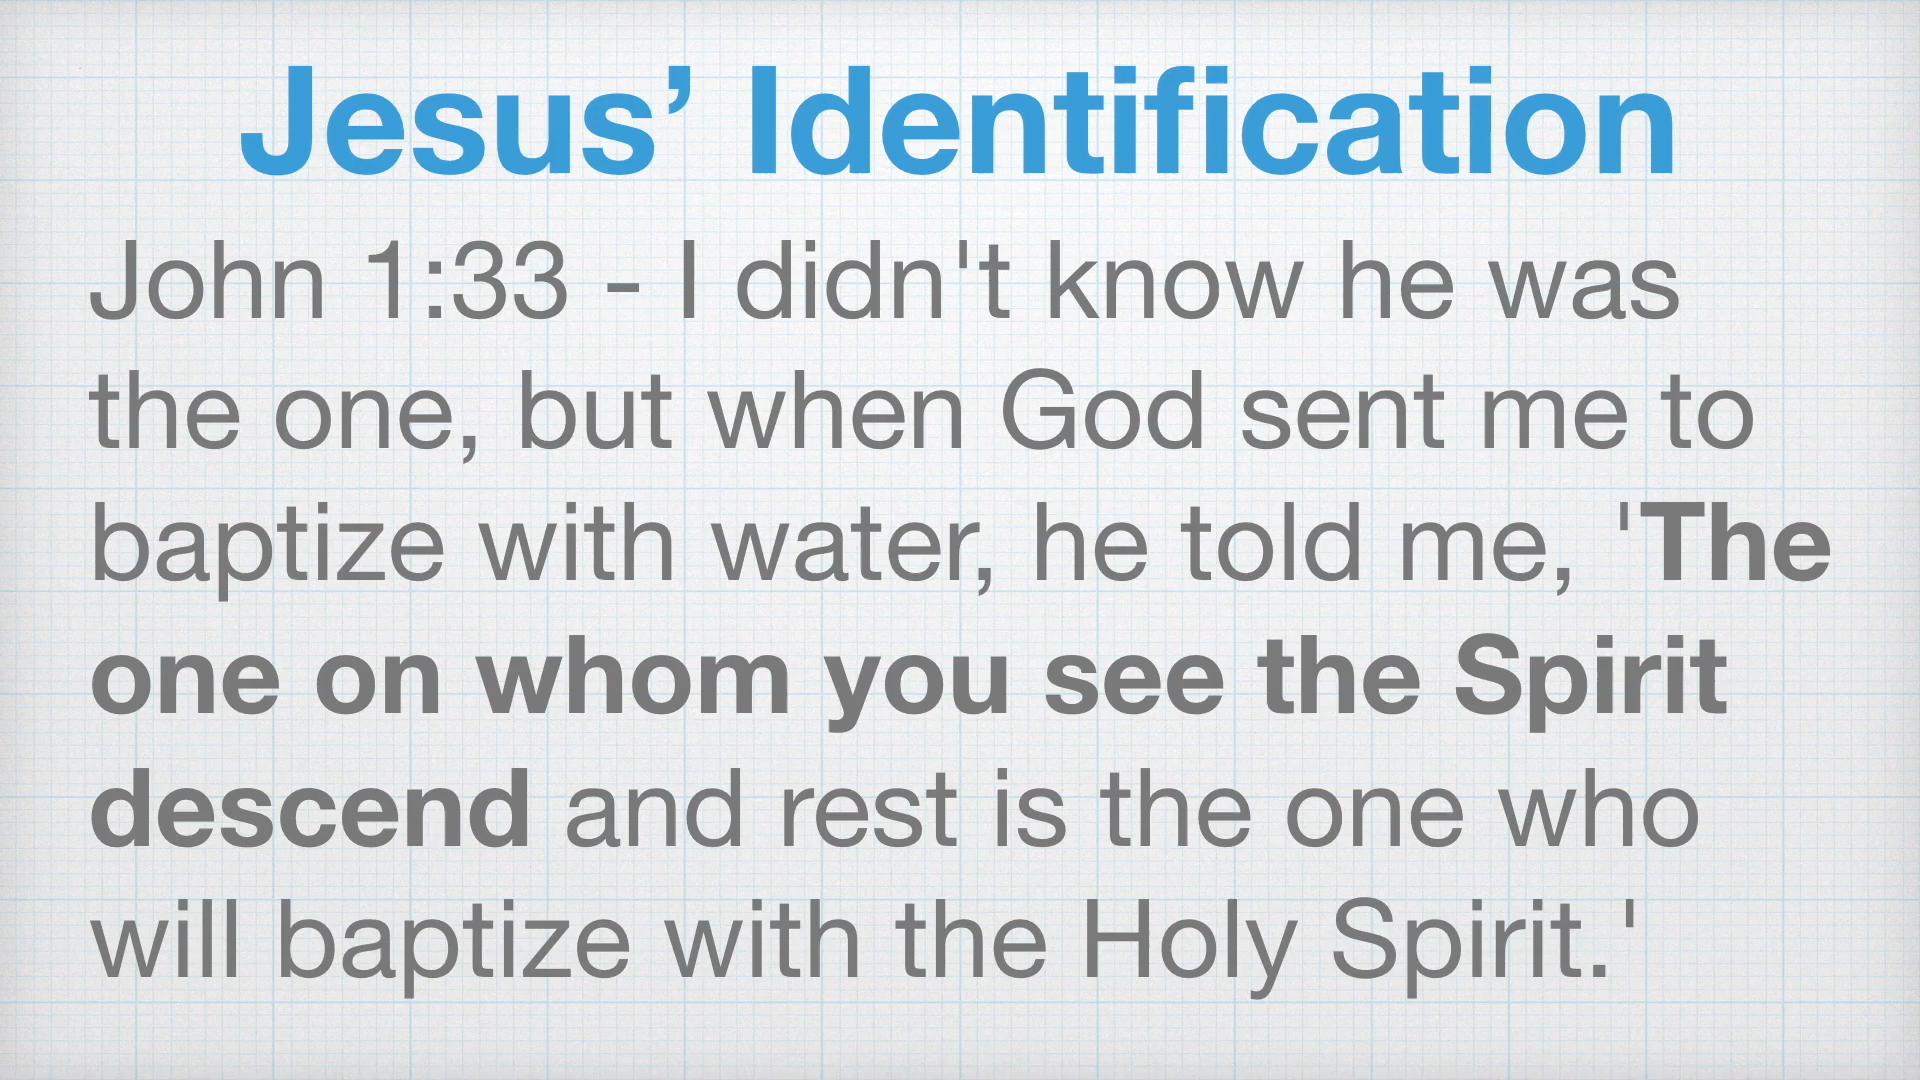 Jesus’ Identification
John 1:33 - I didn't know he was
the one, but when God sent me to
baptize with water, he told me, 'The
one on whom you see the Spirit
descend and rest is the one who
will baptize with the Holy Spirit.'